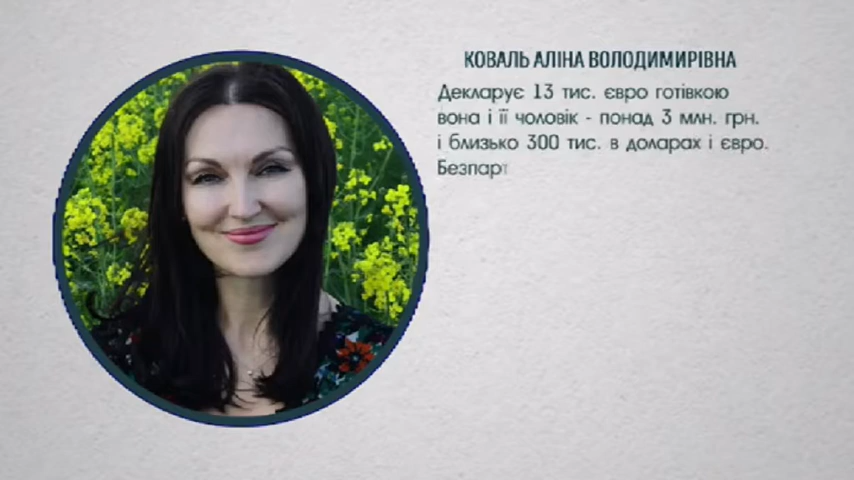 КОВАЛЬ АЛІНА ВОЛОДИМИРІВНА
Декларує 13 тис. євро готівкою
вона і її чоловік - понад 3 млн. грн.
і близько 300 тис. в доларах і євро.
Безпарт